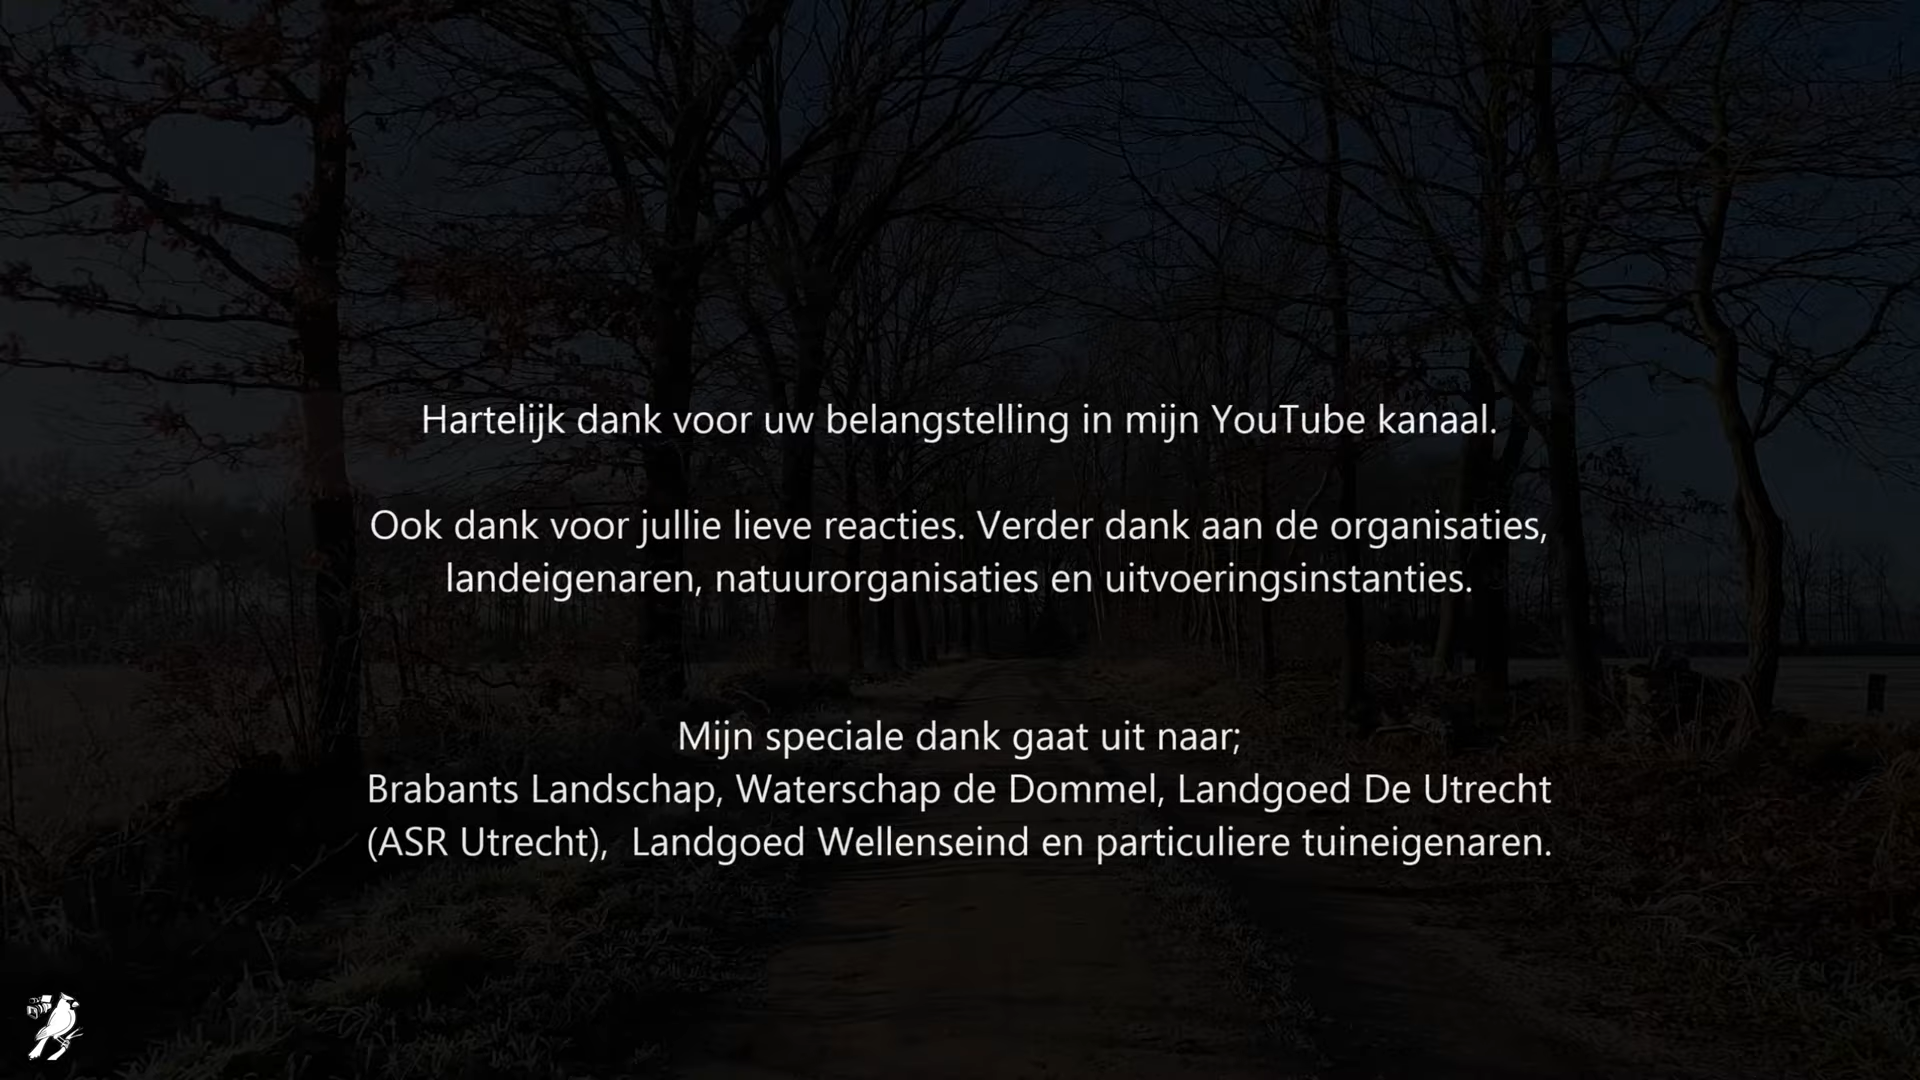 Hartelijk dank voor uw belangstelling in mijn YouTube kanaal.
Ook dank voor jullie lieve reacties. Verder dank aan de organisaties,
landeigenaren, natuurorganisaties en uitvoeringsinstanties.
Mijn speciale dank gaat uit naar;
Brabants Landschap, Waterschap de Dommel, Landgoed De Utrecht
(ASR Utrecht),  Landgoed Wellenseind en particuliere tuineigenaren.